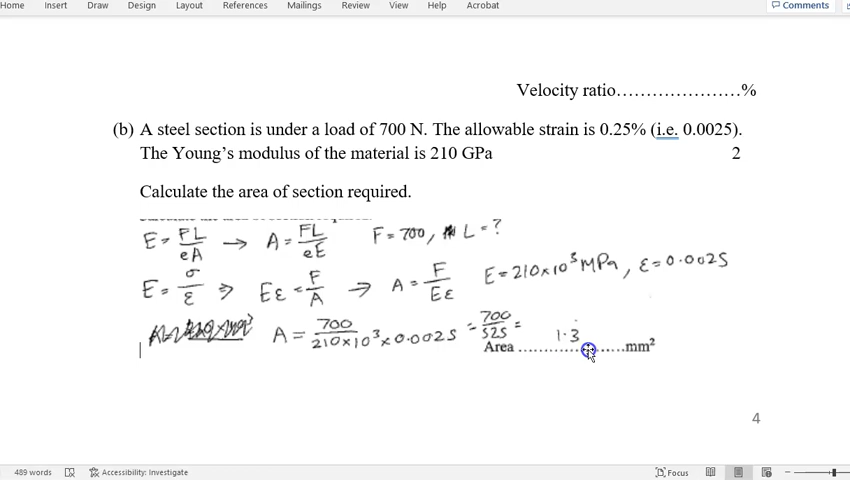 Home Insert Draw Design Layout References Mailings Review View Help Acrobat Comments
Velocity ratio…………………%
(b) A steel section is under a load of 700 N. The allowable strain is 0.25% (i.e. 0.0025).
The Young's modulus of the material is 210 GPa 2
Calculate the area of section required.
E = FL/eA → A = FL/eE F = 700, L = ?
E = σ/ε ⇒ Eε = F/A → A = F/Eε E = 210×10³ MPa, ε = 0.0025
A = 700/210×10³×0.0025 = 700/525 = 1.3
Area ………………mm²
4
489 words Accessibility: Investigate Focus